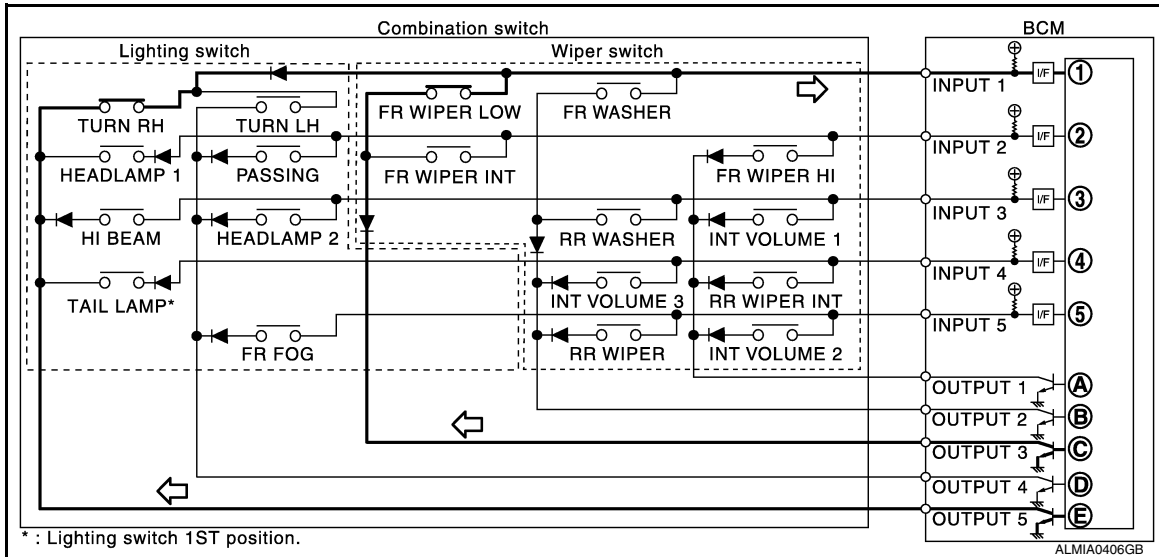 Combination switch
BCM
Lighting switch
Wiper switch
INPUT 1
I/F
1
TURN RH
TURN LH
FR WIPER LOW
FR WASHER
INPUT 2
I/F
2
HEADLAMP 1
PASSING
FR WIPER INT
FR WIPER HI
INPUT 3
I/F
3
HI BEAM
HEADLAMP 2
RR WASHER
INT VOLUME 1
INPUT 4
I/F
4
TAIL LAMP*
INT VOLUME 3
RR WIPER INT
INPUT 5
I/F
5
FR FOG
RR WIPER
INT VOLUME 2
OUTPUT 1
A
OUTPUT 2
B
OUTPUT 3
C
OUTPUT 4
D
OUTPUT 5
E
* : Lighting switch 1ST position.
ALMIA0406GB